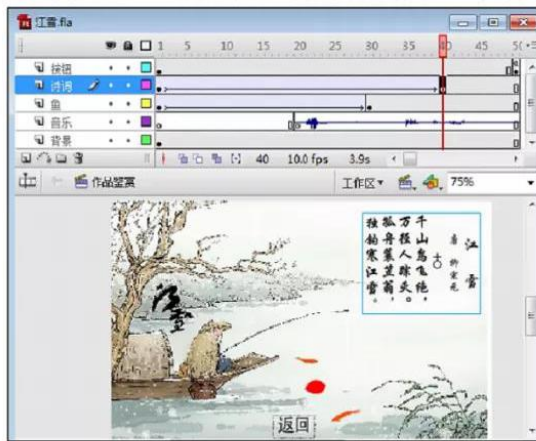 江雪.fla
1 5 10 15 20 25 30 35 40 45
按钮
诗词
鱼
音乐
背景
40 10.0 fps 3.9s
作品鉴赏 工作区 75%
江雪
唐 柳宗元
千山鸟飞绝，
万径人踪灭。
孤舟蓑笠翁，
独钓寒江雪。
返回